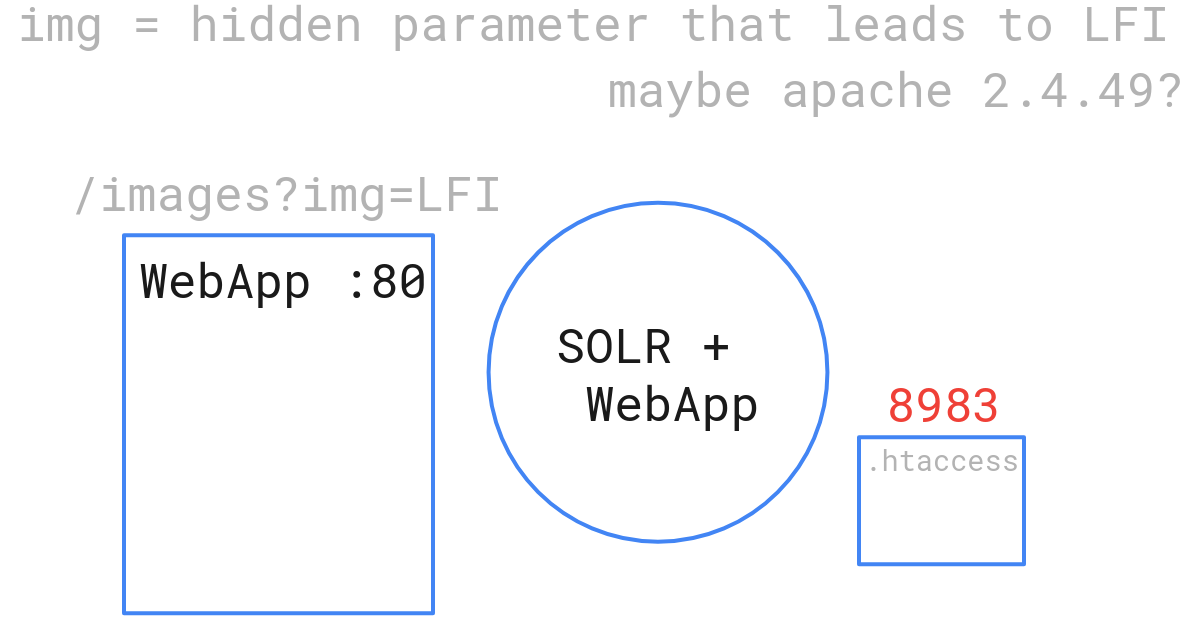 img = hidden parameter that leads to LFI
maybe apache 2.4.49?
/images?img=LFI
WebApp :80
SOLR +
WebApp
8983
.htaccess